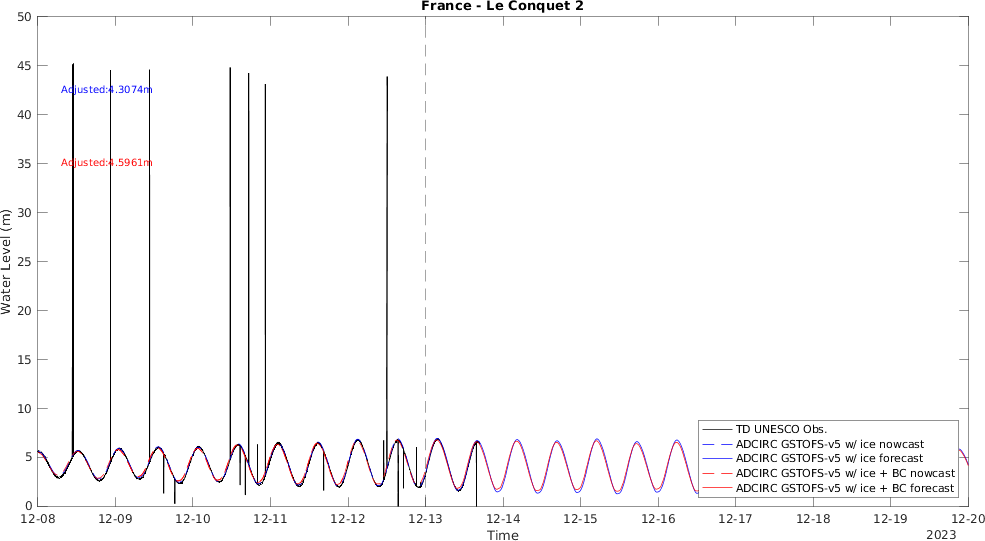 France - Le Conquet 2
50
45
40
35
30
25
20
15
10
5
0
Water Level (m)
Adjusted:4.3074m
Adjusted:4.5961m
TD UNESCO Obs.
ADCIRC GSTOFS-v5 w/ ice nowcast
ADCIRC GSTOFS-v5 w/ ice forecast
ADCIRC GSTOFS-v5 w/ ice + BC nowcast
ADCIRC GSTOFS-v5 w/ ice + BC forecast
12-08 12-09 12-10 12-11 12-12 12-13 12-14 12-15 12-16 12-17 12-18 12-19 12-20
Time
2023